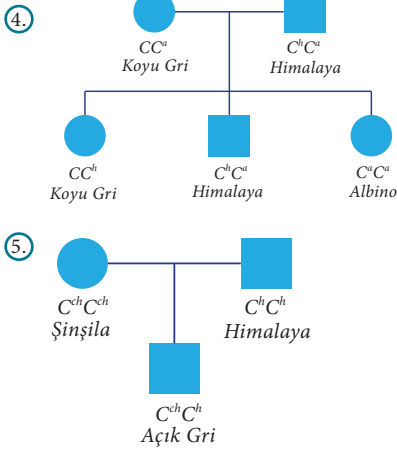 4.
CCᵃ
Koyu Gri
CʰCᵃ
Himalaya
CCʰ
Koyu Gri
CʰCᵃ
Himalaya
CᵃCᵃ
Albino
5.
CᶜʰCᶜʰ
Şinşila
CʰCʰ
Himalaya
CᶜʰCʰ
Açık Gri